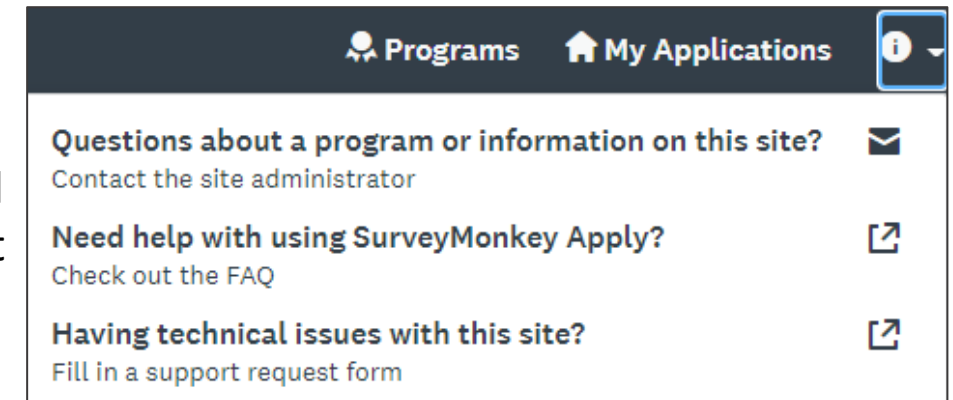 Programs My Applications
Questions about a program or information on this site?
Contact the site administrator
Need help with using SurveyMonkey Apply?
Check out the FAQ
Having technical issues with this site?
Fill in a support request form